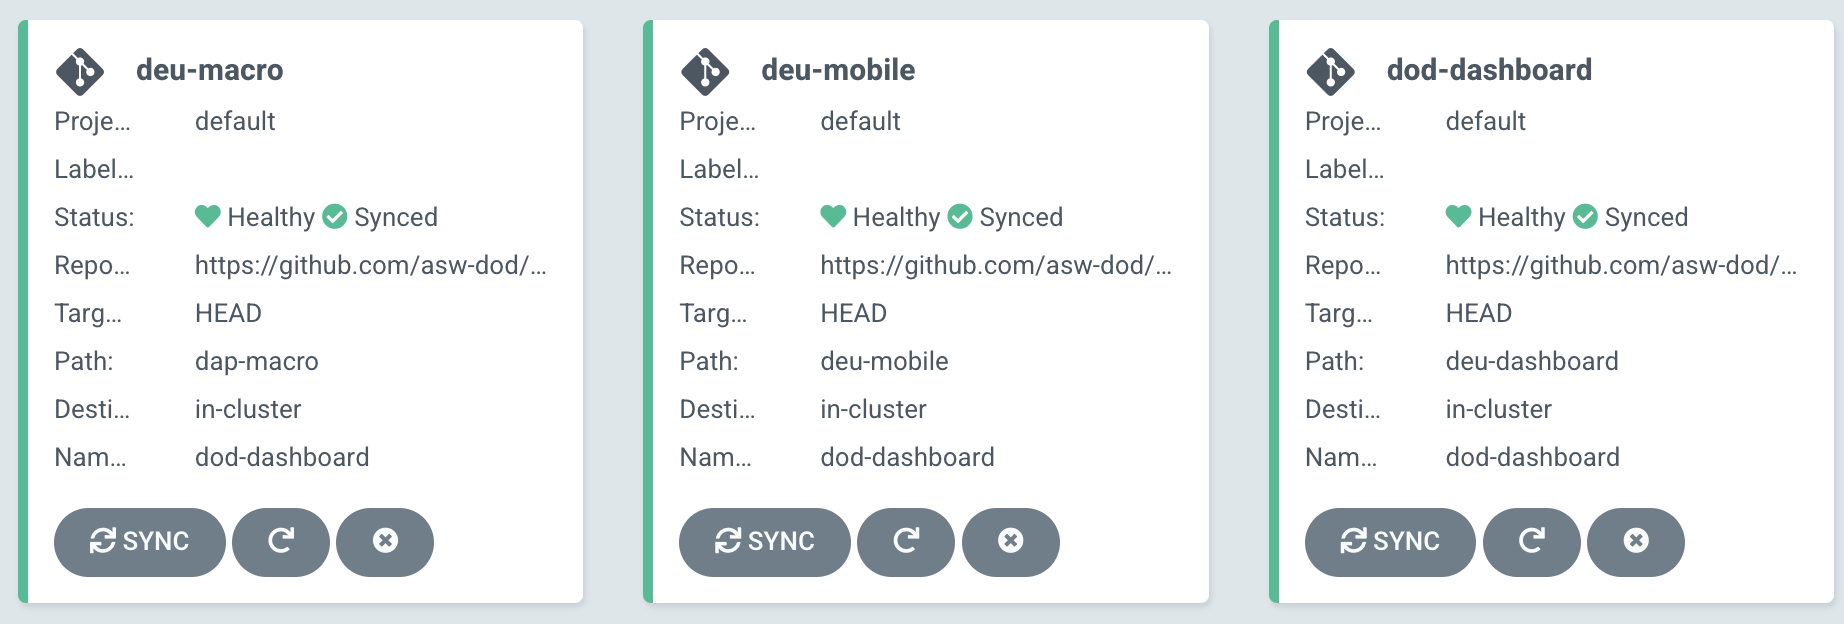 deu-macro
Proje... default
Label...
Status: Healthy Synced
Repo... https://github.com/asw-dod/...
Targ... HEAD
Path: dap-macro
Desti... in-cluster
Nam... dod-dashboard
SYNC
deu-mobile
Proje... default
Label...
Status: Healthy Synced
Repo... https://github.com/asw-dod/...
Targ... HEAD
Path: deu-mobile
Desti... in-cluster
Nam... dod-dashboard
SYNC
dod-dashboard
Proje... default
Label...
Status: Healthy Synced
Repo... https://github.com/asw-dod/...
Targ... HEAD
Path: deu-dashboard
Desti... in-cluster
Nam... dod-dashboard
SYNC